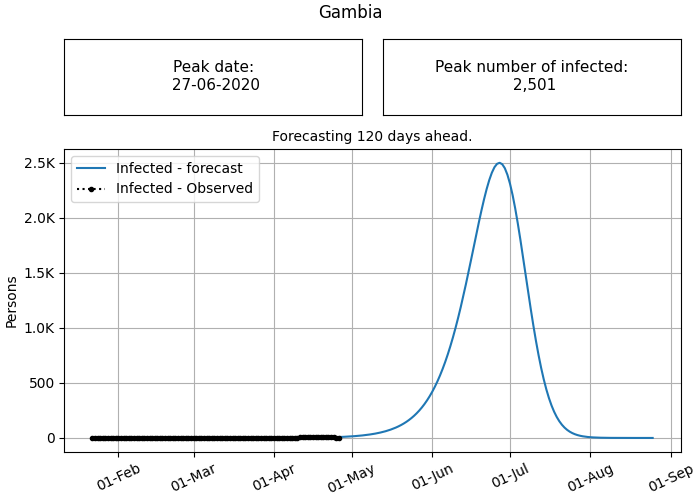 Gambia
Peak date:
27-06-2020
Peak number of infected:
2,501
Forecasting 120 days ahead.
Infected - forecast
Infected - Observed
Persons
2.5K
2.0K
1.5K
1.0K
500
0
01-Feb
01-Mar
01-Apr
01-May
01-Jun
01-Jul
01-Aug
01-Sep